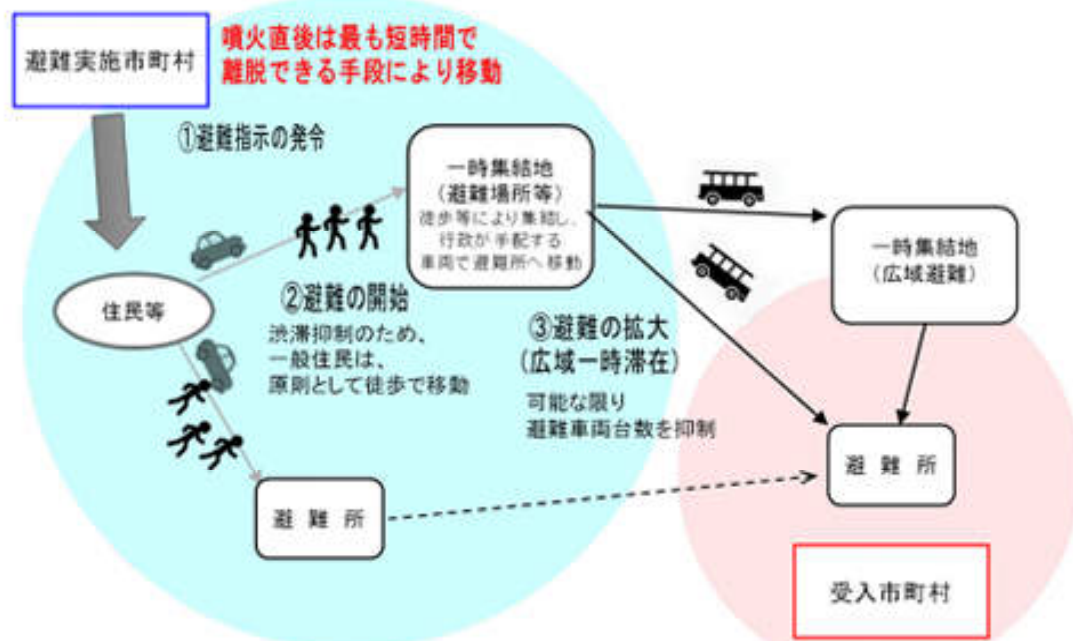 避難実施市町村
噴火直後は最も短時間で
離脱できる手段により移動
①避難指示の発令
一時集結地
(避難場所等)
徒歩等により集結し、
行政が手配する
車両で避難所へ移動
一時集結地
(広域避難)
住民等
②避難の開始
渋滞抑制のため、
一般住民は、
原則として徒歩で移動
③避難の拡大
(広域一時滞在)
可能な限り
避難車両台数を抑制
避難所
避難所
受入市町村